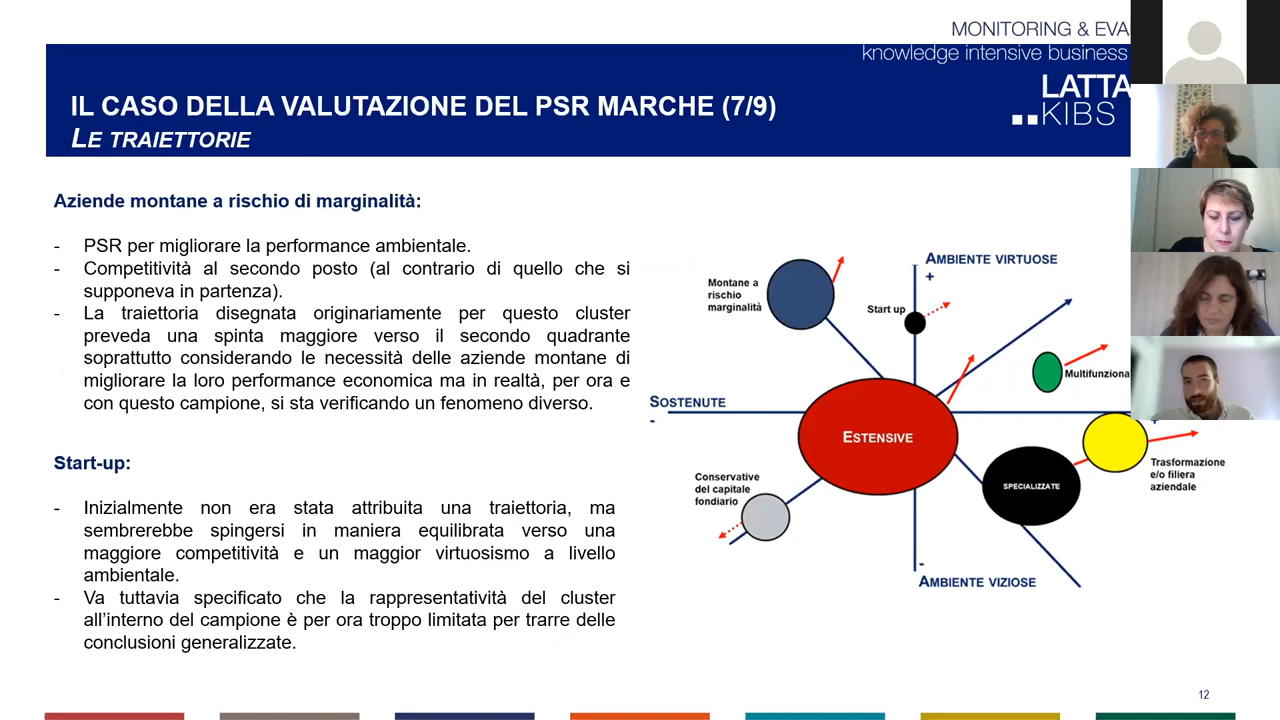 MONITORING & EVA
knowledge intensive business
LATTA
KIBS
IL CASO DELLA VALUTAZIONE DEL PSR MARCHE (7/9)
LE TRAIETTORIE
Aziende montane a rischio di marginalità:
- PSR per migliorare la performance ambientale.
- Competitività al secondo posto (al contrario di quello che si
supponeva in partenza).
- La traiettoria disegnata originariamente per questo cluster
preveda una spinta maggiore verso il secondo quadrante
soprattutto considerando le necessità delle aziende montane di
migliorare la loro performance economica ma in realtà, per ora e
con questo campione, si sta verificando un fenomeno diverso.
Start-up:
- Inizialmente non era stata attribuita una traiettoria, ma
sembrerebbe spingersi in maniera equilibrata verso una
maggiore competitività e un maggior virtuosismo a livello
ambientale.
- Va tuttavia specificato che la rappresentatività del cluster
all'interno del campione è per ora troppo limitata per trarre delle
conclusioni generalizzate.
AMBIENTE VIRTUOSE
+
Montane a
rischio
marginalità
Start up
Multifunziona
SOSTENUTE
-
+
ESTENSIVE
Conservative
del capitale
fondiario
SPECIALIZZATE
Trasformazione
e/o filiera
aziendale
-
AMBIENTE VIZIOSE
12